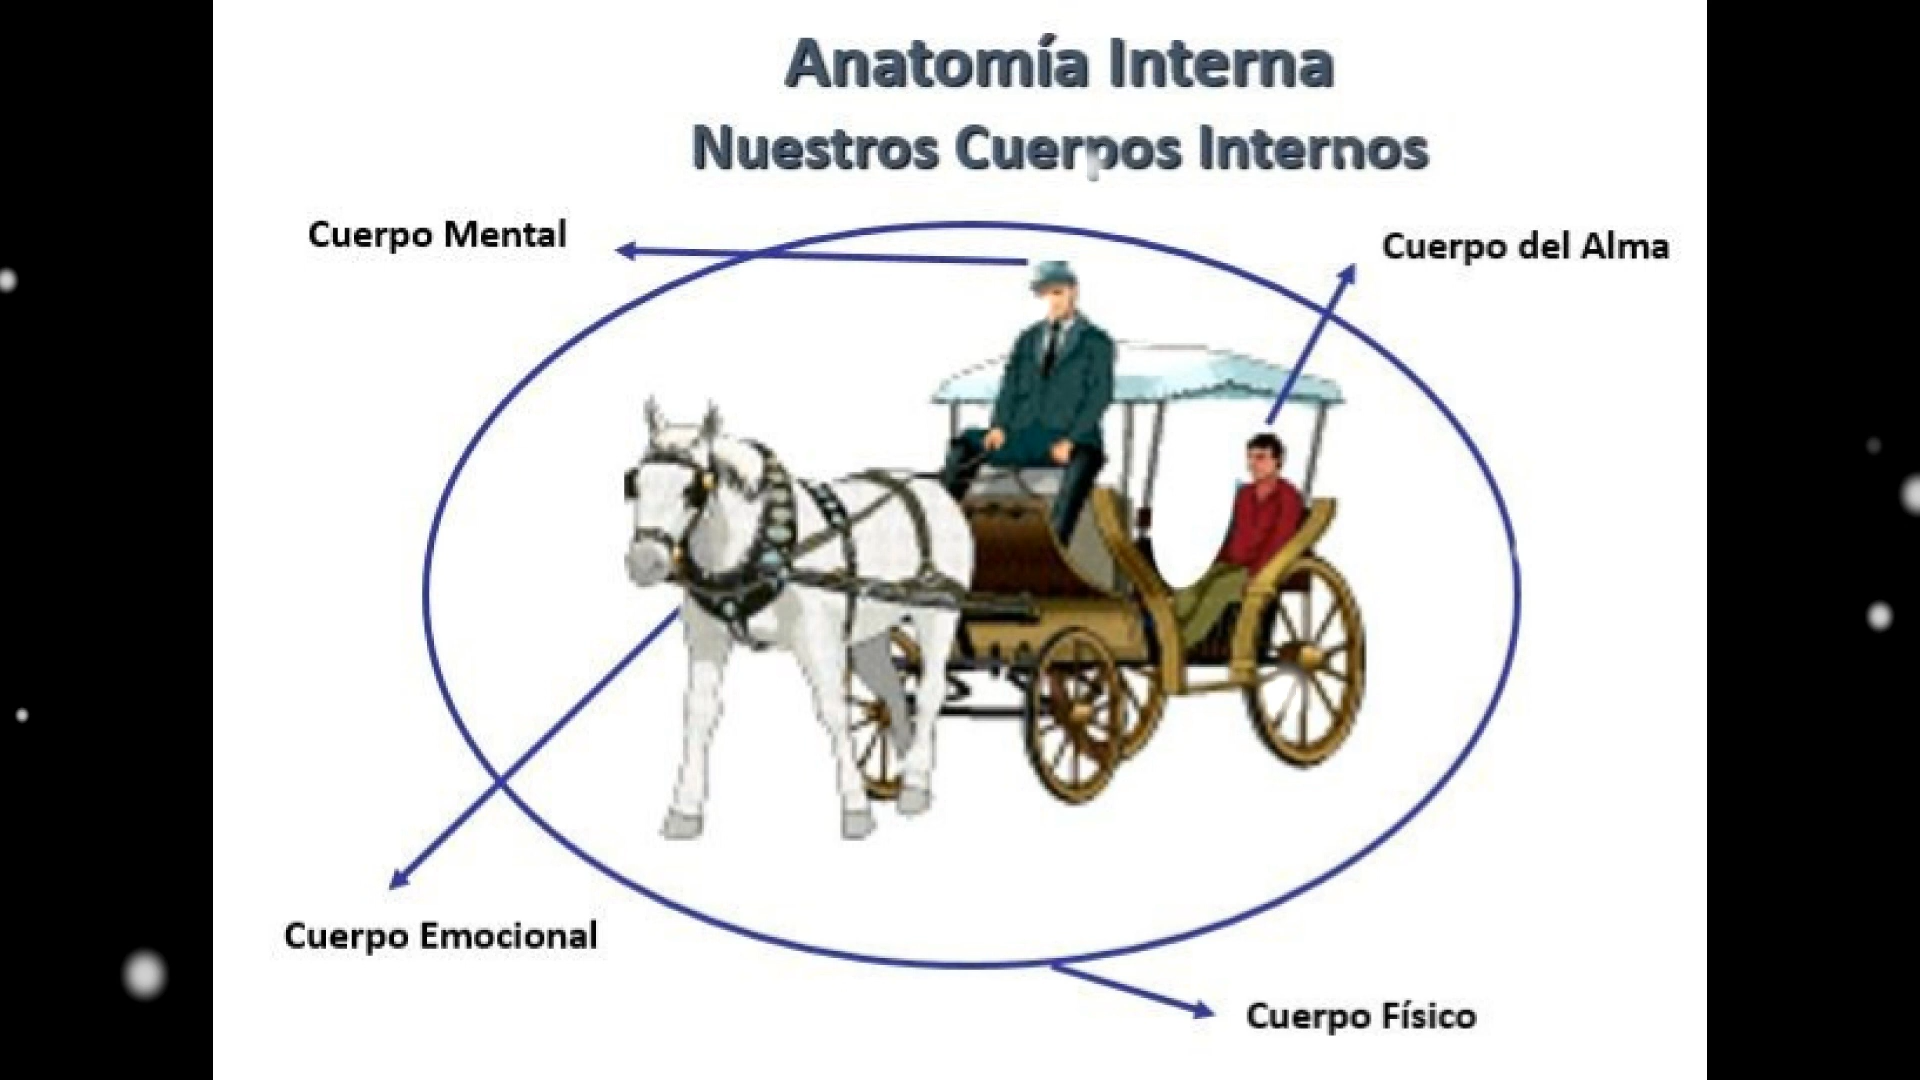 Anatomía Interna
Nuestros Cuerpos Internos
Cuerpo Mental
Cuerpo del Alma
Cuerpo Emocional
Cuerpo Físico